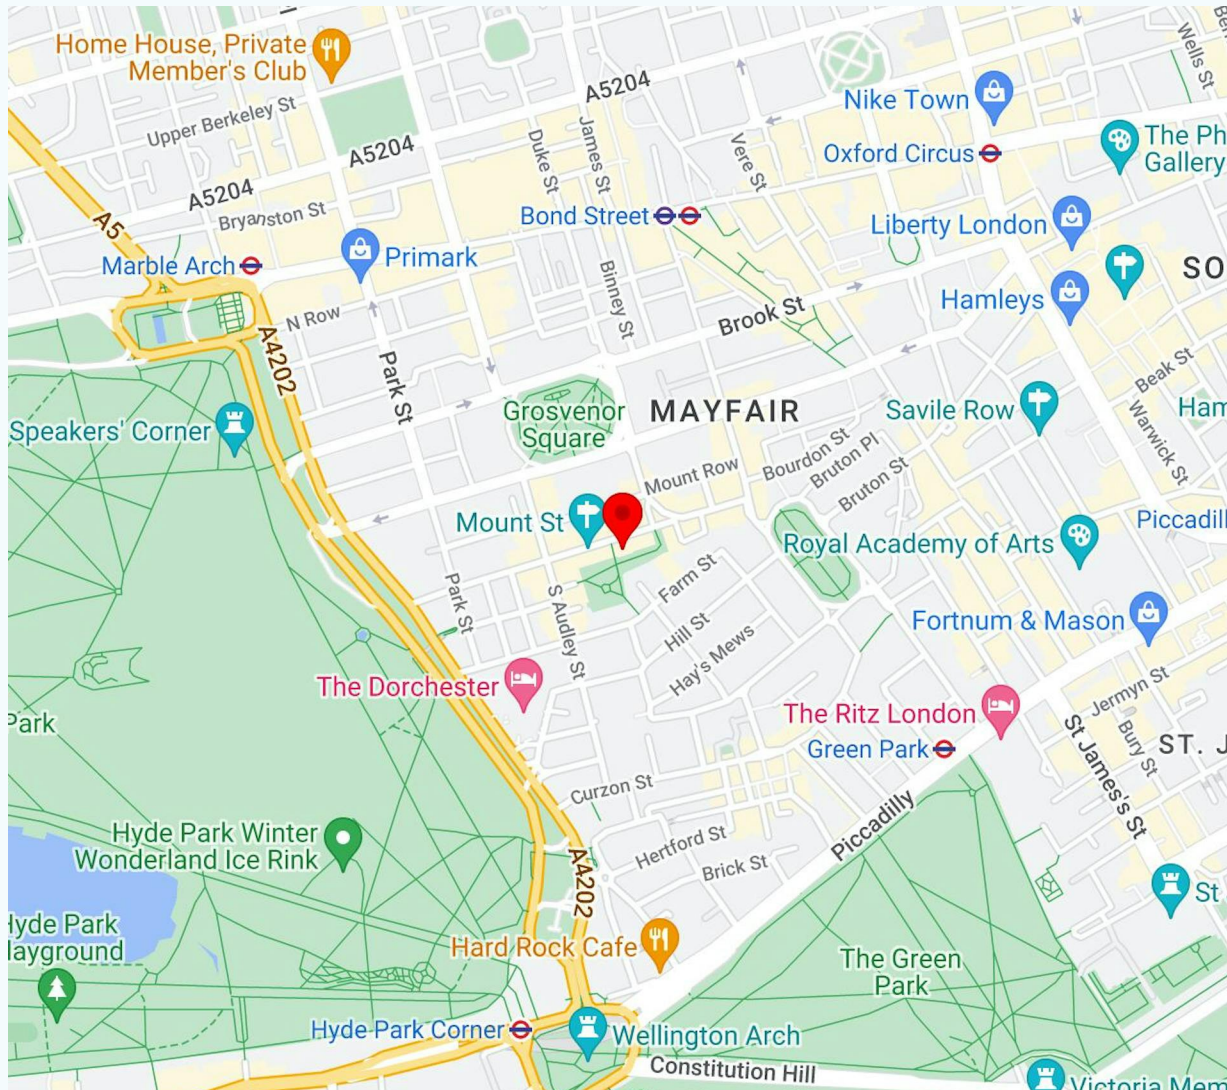 Home House, Private
Member's Club
A5204
Wells St
Nike Town
Upper Berkeley St
Duke St
James St
Vere St
A5204
Oxford Circus
The Ph
Gallery
A5204
Bryanston St
A5
Bond Street
Liberty London
Marble Arch
Primark
SO
Binney St
Hamleys
N Row
Brook St
A4202
Park St
Beak St
Grosvenor
Square
MAYFAIR
Savile Row
Ham
Speakers' Corner
Warwick St
Bourdon St
Bruton Pl
Mount Row
Bruton St
Mount St
Piccadill
Royal Academy of Arts
Park St
Farm St
S Audley St
Hill St
Fortnum & Mason
Hay's Mews
The Dorchester
Jermyn St
The Ritz London
Park
St James's St
Bury St
Green Park
ST. J
Curzon St
Piccadilly
Hyde Park Winter
Wonderland Ice Rink
Hertford St
Brick St
A4202
St
Hyde Park
layground
Hard Rock Cafe
The Green
Park
Hyde Park Corner
Wellington Arch
Constitution Hill
Victoria Mem